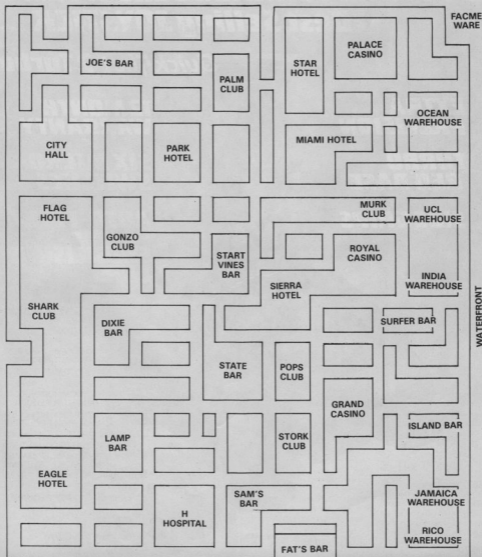 FACME
WARE
PALACE
CASINO
JOE'S BAR
STAR
HOTEL
PALM
CLUB
OCEAN
WAREHOUSE
CITY
HALL
PARK
HOTEL
MIAMI HOTEL
FLAG
HOTEL
MURK
CLUB
UCL
WAREHOUSE
GONZO
CLUB
START
VINES
BAR
ROYAL
CASINO
SIERRA
HOTEL
INDIA
WAREHOUSE
SHARK
CLUB
DIXIE
BAR
SURFER BAR
WATERFRONT
STATE
BAR
POPS
CLUB
GRAND
CASINO
ISLAND BAR
LAMP
BAR
STORK
CLUB
EAGLE
HOTEL
SAM'S
BAR
JAMAICA
WAREHOUSE
H
HOSPITAL
RICO
WAREHOUSE
FAT'S BAR